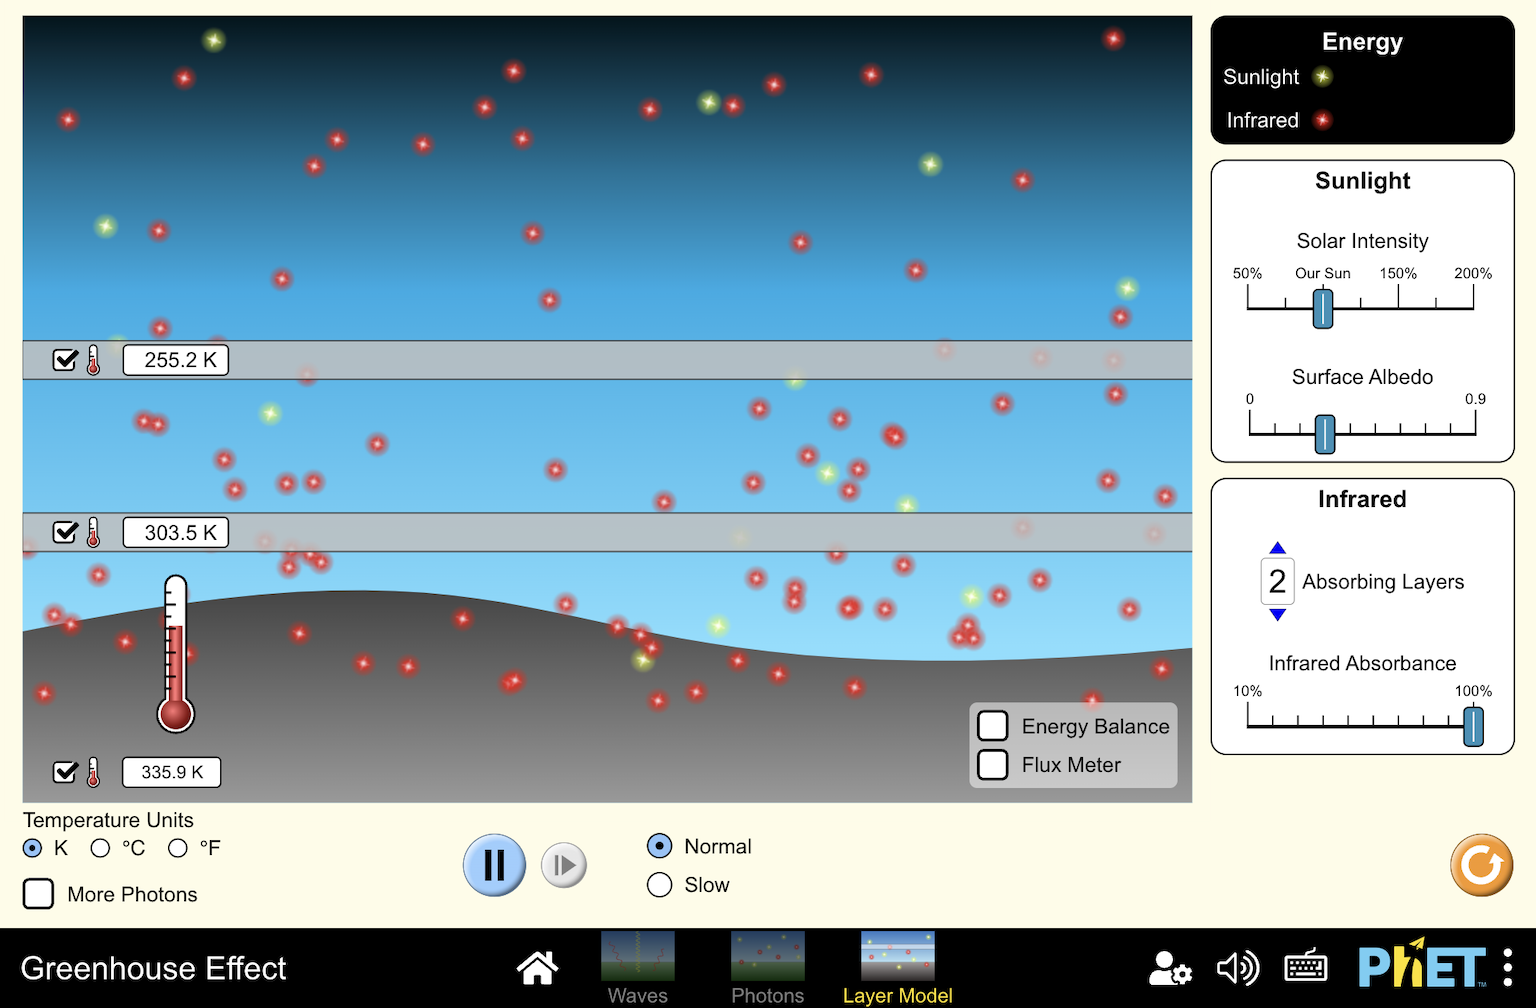 Energy
Sunlight
Infrared
Sunlight
Solar Intensity
50% Our Sun 150% 200%
Surface Albedo
0 0.9
255.2 K
303.5 K
335.9 K
Infrared
2 Absorbing Layers
Infrared Absorbance
10% 100%
Energy Balance
Flux Meter
Temperature Units
K °C °F
More Photons
Normal
Slow
Greenhouse Effect
Waves
Photons
Layer Model
PhET